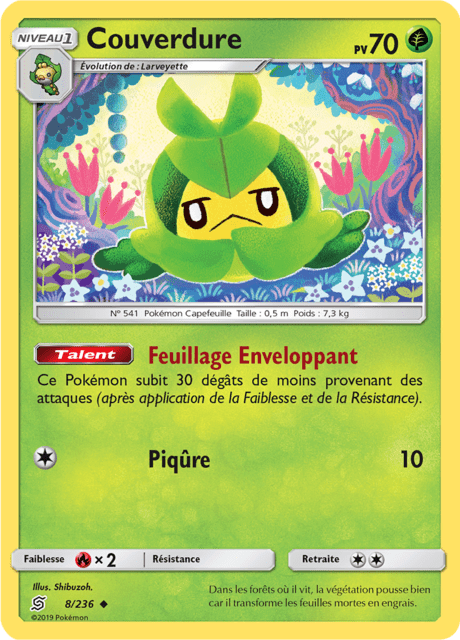 NIVEAU 1
Couverdure
PV 70
Évolution de : Larveyette
N° 541 Pokémon Capefeuille Taille : 0,5 m Poids : 7,3 kg
Talent Feuillage Enveloppant
Ce Pokémon subit 30 dégâts de moins provenant des
attaques (après application de la Faiblesse et de la Résistance).
Piqûre 10
Faiblesse × 2 Résistance Retraite
Illus. Shibuzoh.
8/236
©2019 Pokémon
Dans les forêts où il vit, la végétation pousse bien
car il transforme les feuilles mortes en engrais.